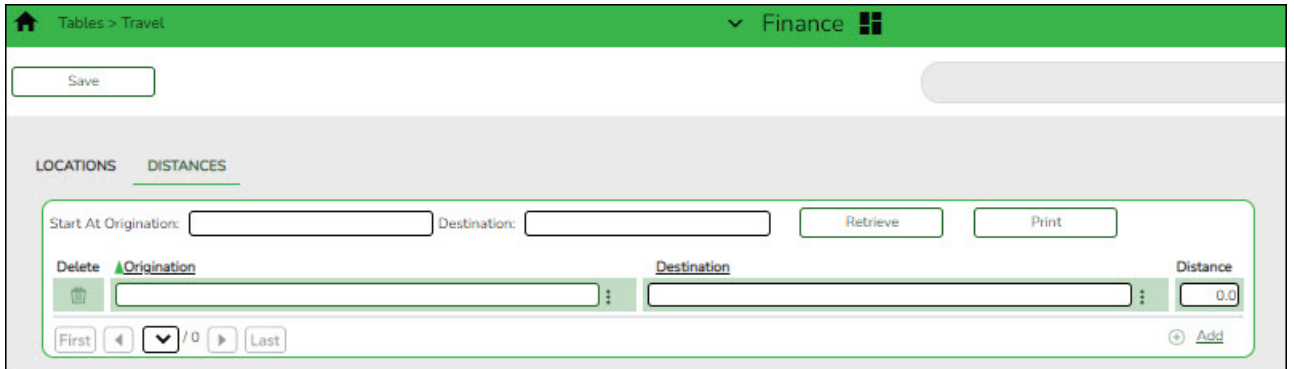 Tables > Travel
Finance
Save
LOCATIONS DISTANCES
Start At Origination: Destination: Retrieve Print
Delete Origination Destination Distance
0.0
First / 0 Last Add